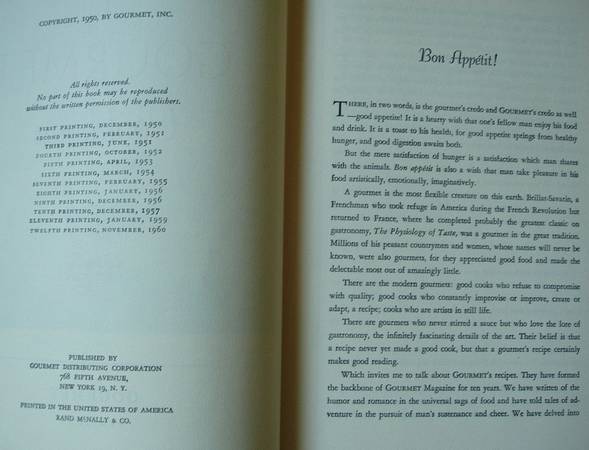 COPYRIGHT, 1950, BY GOURMET, INC.
All rights reserved.
No part of this book may be reproduced
without the written permission of the publishers.
FIRST PRINTING, DECEMBER, 1950
SECOND PRINTING, FEBRUARY, 1951
THIRD PRINTING, JUNE, 1951
FOURTH PRINTING, OCTOBER, 1952
FIFTH PRINTING, APRIL, 1953
SIXTH PRINTING, MARCH, 1954
SEVENTH PRINTING, FEBRUARY, 1955
EIGHTH PRINTING, JANUARY, 1956
NINTH PRINTING, DECEMBER, 1956
TENTH PRINTING, DECEMBER, 1957
ELEVENTH PRINTING, JANUARY, 1959
TWELFTH PRINTING, NOVEMBER, 1960
PUBLISHED BY
GOURMET DISTRIBUTING CORPORATION
768 FIFTH AVENUE,
NEW YORK 19, N. Y.
PRINTED IN THE UNITED STATES OF AMERICA
RAND MCNALLY & CO.
Bon Appétit!
THERE, in two words, is the gourmet's credo and GOURMET's credo as well
—good appetite! It is a hearty wish that one's fellow man enjoy his food
and drink. It is a toast to his health, for good appetite springs from healthy
hunger, and good digestion awaits both.
But the mere satisfaction of hunger is a satisfaction which man shares
with the animals. Bon appétit is also a wish that man take pleasure in his
food artistically, emotionally, imaginatively.
A gourmet is the most flexible creature on this earth. Brillat-Savarin, a
Frenchman who took refuge in America during the French Revolution but
returned to France, where he completed probably the greatest classic on
gastronomy, The Physiology of Taste, was a gourmet in the great tradition.
Millions of his peasant countrymen and women, whose names will never be
known, were also gourmets, for they appreciated good food and made the
delectable most out of amazingly little.
There are the modern gourmets: good cooks who refuse to compromise
with quality; good cooks who constantly improvise or improve, create or
adapt, a recipe; cooks who are artists in still life.
There are gourmets who never stirred a sauce but who love the lore of
gastronomy, the infinitely fascinating details of the art. Their belief is that
a recipe never yet made a good cook, but that a gourmet's recipe certainly
makes good reading.
Which invites me to talk about GOURMET's recipes. They have formed
the backbone of GOURMET Magazine for ten years. We have written of the
humor and romance in the universal saga of food and have told tales of ad-
venture in the pursuit of man's sustenance and cheer. We have delved into